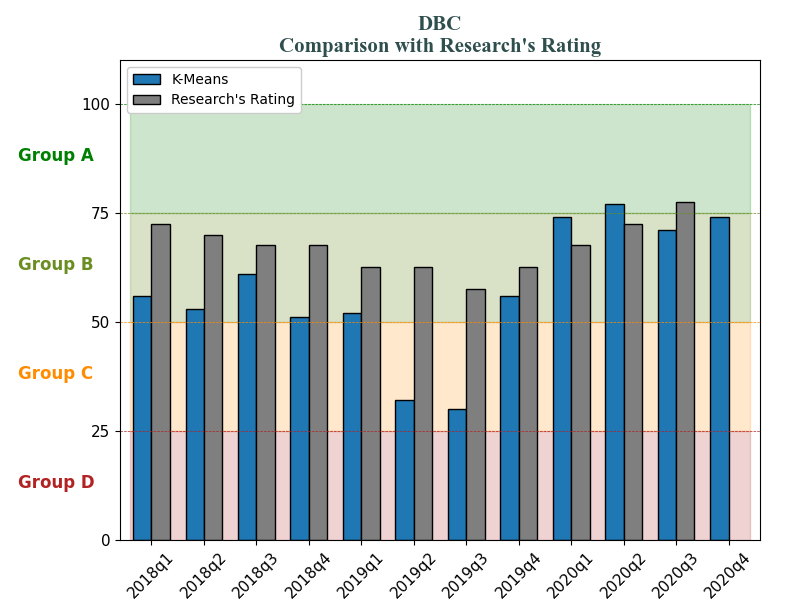 DBC
Comparison with Research's Rating
K-Means
Research's Rating
100
Group A
75
Group B
50
Group C
25
Group D
0
2018q1
2018q2
2018q3
2018q4
2019q1
2019q2
2019q3
2019q4
2020q1
2020q2
2020q3
2020q4